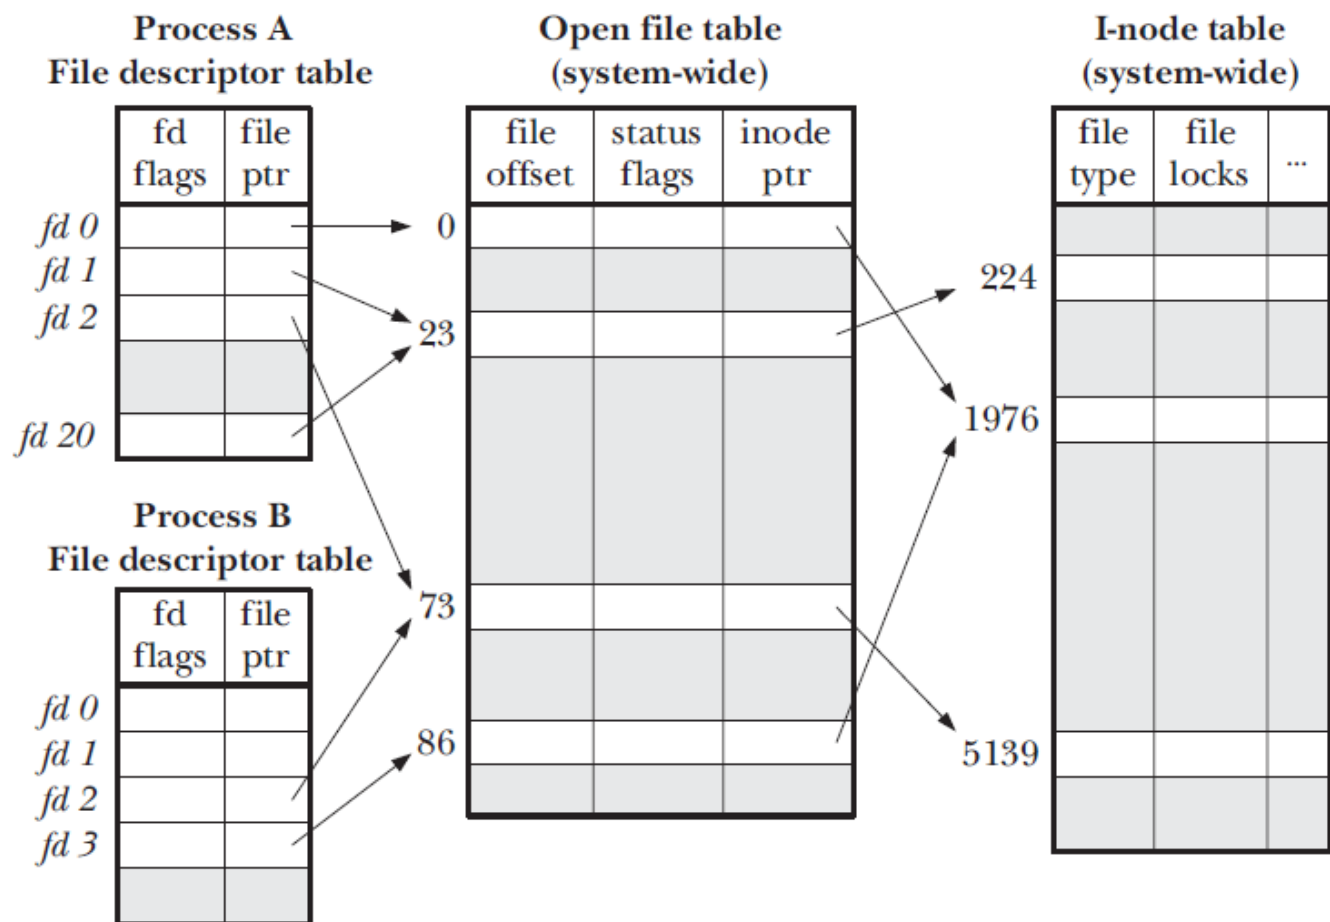 Process A
File descriptor table
fd
flags
file
ptr
fd 0
fd 1
fd 2
fd 20
Process B
File descriptor table
fd
flags
file
ptr
fd 0
fd 1
fd 2
fd 3
Open file table
(system-wide)
file
offset
status
flags
inode
ptr
0
23
73
86
I-node table
(system-wide)
file
type
file
locks
...
224
1976
5139